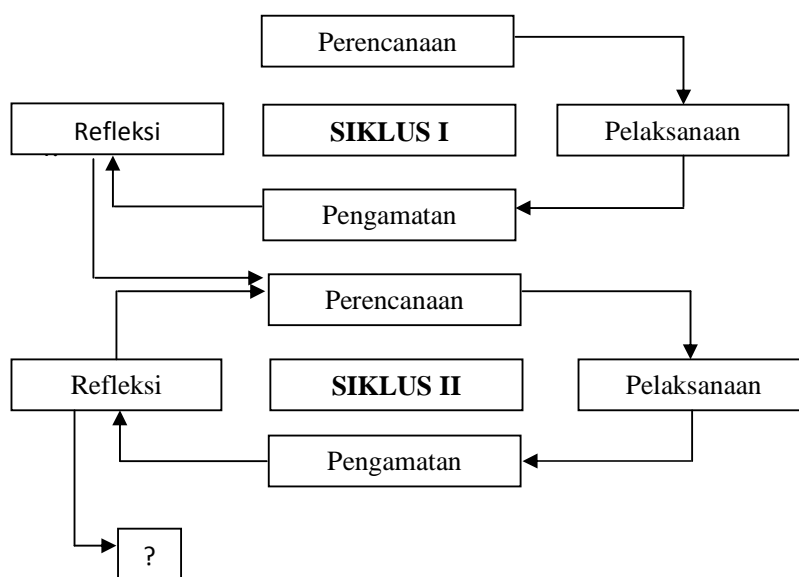 Perencanaan
Refleksi
SIKLUS I
Pelaksanaan
Pengamatan
Perencanaan
Refleksi
SIKLUS II
Pelaksanaan
Pengamatan
?